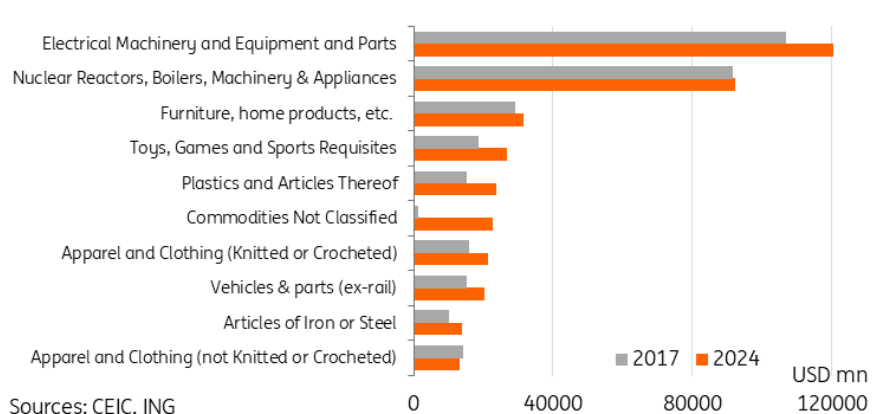 Electrical Machinery and Equipment and Parts
Nuclear Reactors, Boilers, Machinery & Appliances
Furniture, home products, etc.
Toys, Games and Sports Requisites
Plastics and Articles Thereof
Commodities Not Classified
Apparel and Clothing (Knitted or Crocheted)
Vehicles & parts (ex-rail)
Articles of Iron or Steel
Apparel and Clothing (not Knitted or Crocheted)
2017 2024
USD mn
0 40000 80000 120000
Sources: CEIC, ING